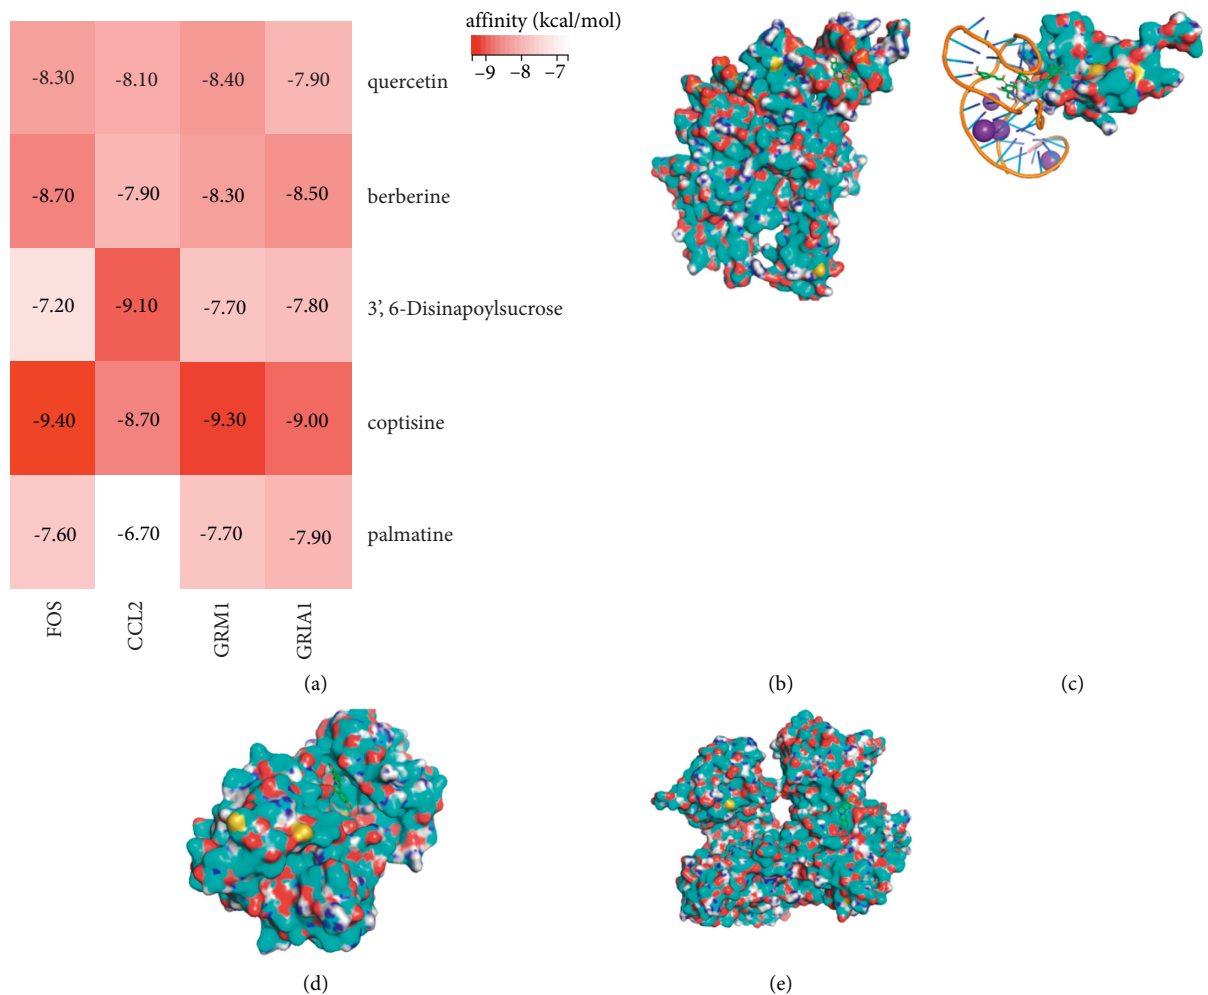 affinity (kcal/mol)
−9 −8 −7
-8.30 -8.10 -8.40 -7.90 quercetin
-8.70 -7.90 -8.30 -8.50 berberine
-7.20 -9.10 -7.70 -7.80 3’, 6-Disinapoylsucrose
-9.40 -8.70 -9.30 -9.00 coptisine
-7.60 -6.70 -7.70 -7.90 palmatine
FOS CCL2 GRM1 GRIA1
(a) (b) (c)
(d) (e)